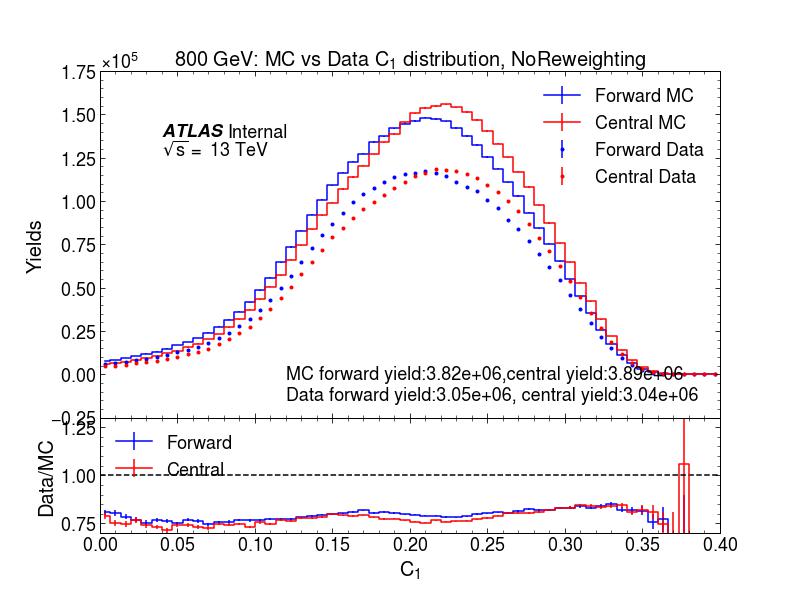 ×10⁵
800 GeV: MC vs Data C₁ distribution, NoReweighting
1.75
1.50
1.25
1.00
0.75
0.50
0.25
0.00
−0.25
Yields
ATLAS Internal
√s = 13 TeV
Forward MC
Central MC
Forward Data
Central Data
MC forward yield:3.82e+06,central yield:3.89e+06
Data forward yield:3.05e+06, central yield:3.04e+06
1.25
1.00
0.75
Data/MC
Forward
Central
0.00 0.05 0.10 0.15 0.20 0.25 0.30 0.35 0.40
C₁